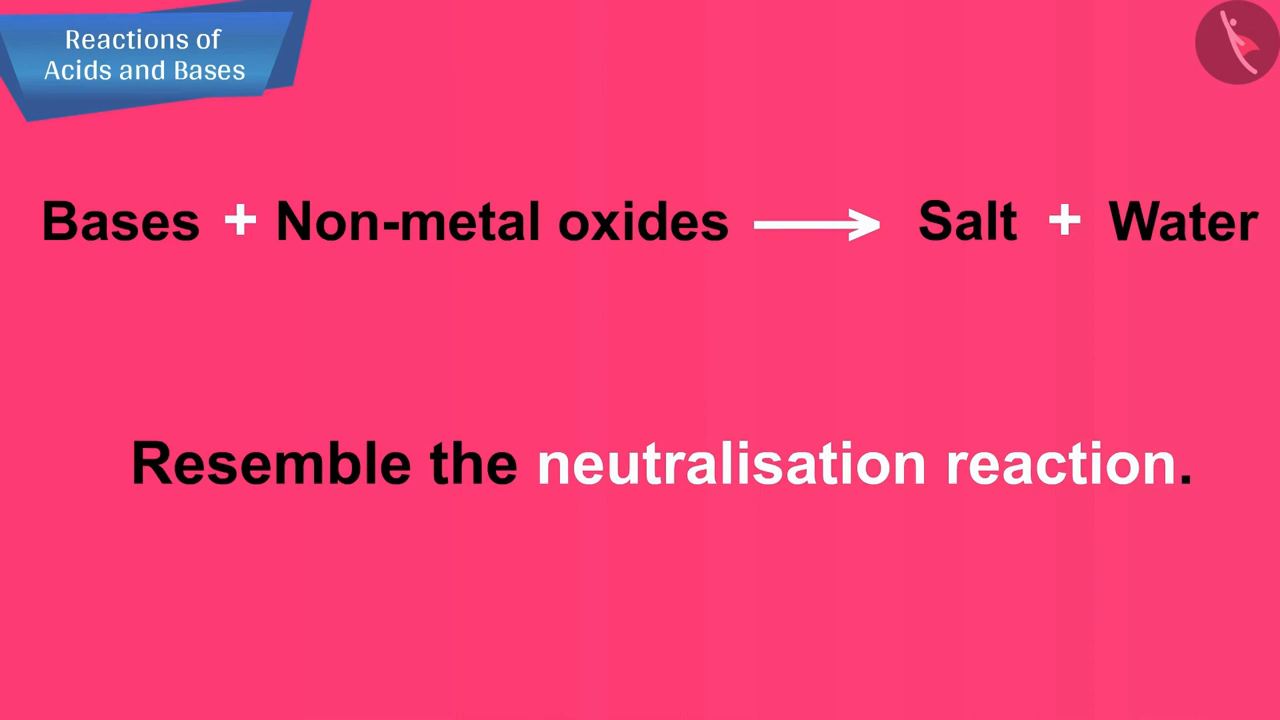 Reactions of
Acids and Bases
Bases + Non-metal oxides ⟶ Salt + Water
Resemble the neutralisation reaction.